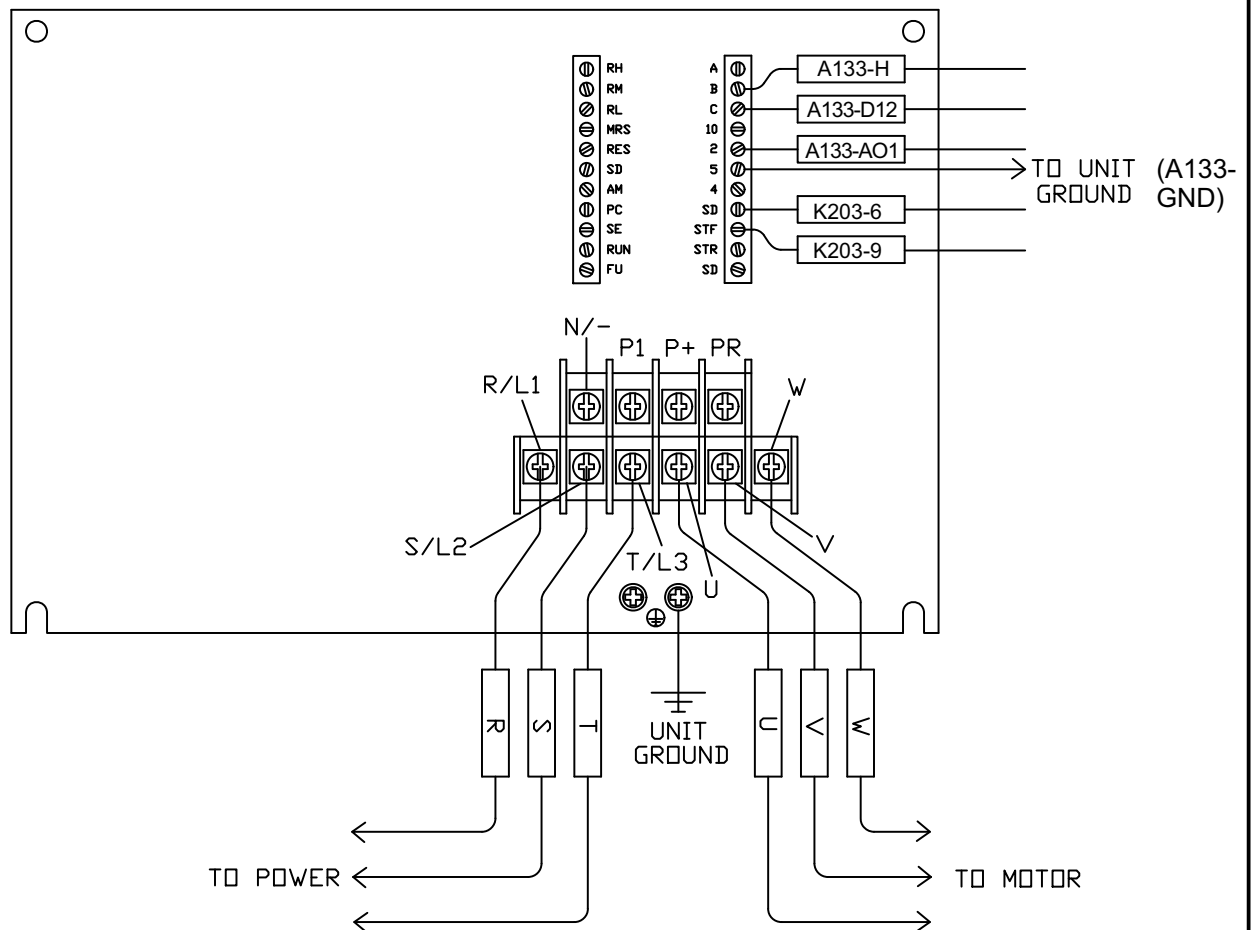 RH A A133-H
RM B
RL C A133-D12
MRS 10
RES 2 A133-AO1
SD 5 TO UNIT (A133-
AM 4 GROUND GND)
PC SD K203-6
SE STF
RUN STR K203-9
FU SD
N/-
P1 P+ PR
R/L1 W
S/L2 V
T/L3 U
R S T UNIT U V W
GROUND
TO POWER TO MOTOR